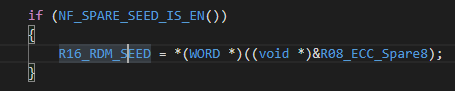 if (NF_SPARE_SEED_IS_EN())
{
R16_RDM_SEED = *(WORD *)((void *)&R08_ECC_Spare8);
}